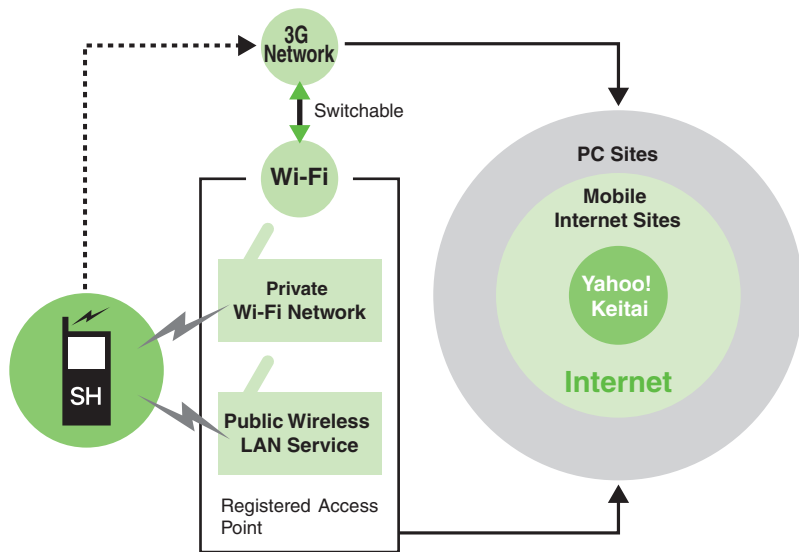 3G
Network
Switchable
Wi-Fi
PC Sites
Mobile
Internet Sites
Yahoo!
Keitai
Internet
Private
Wi-Fi Network
SH
Public Wireless
LAN Service
Registered Access
Point